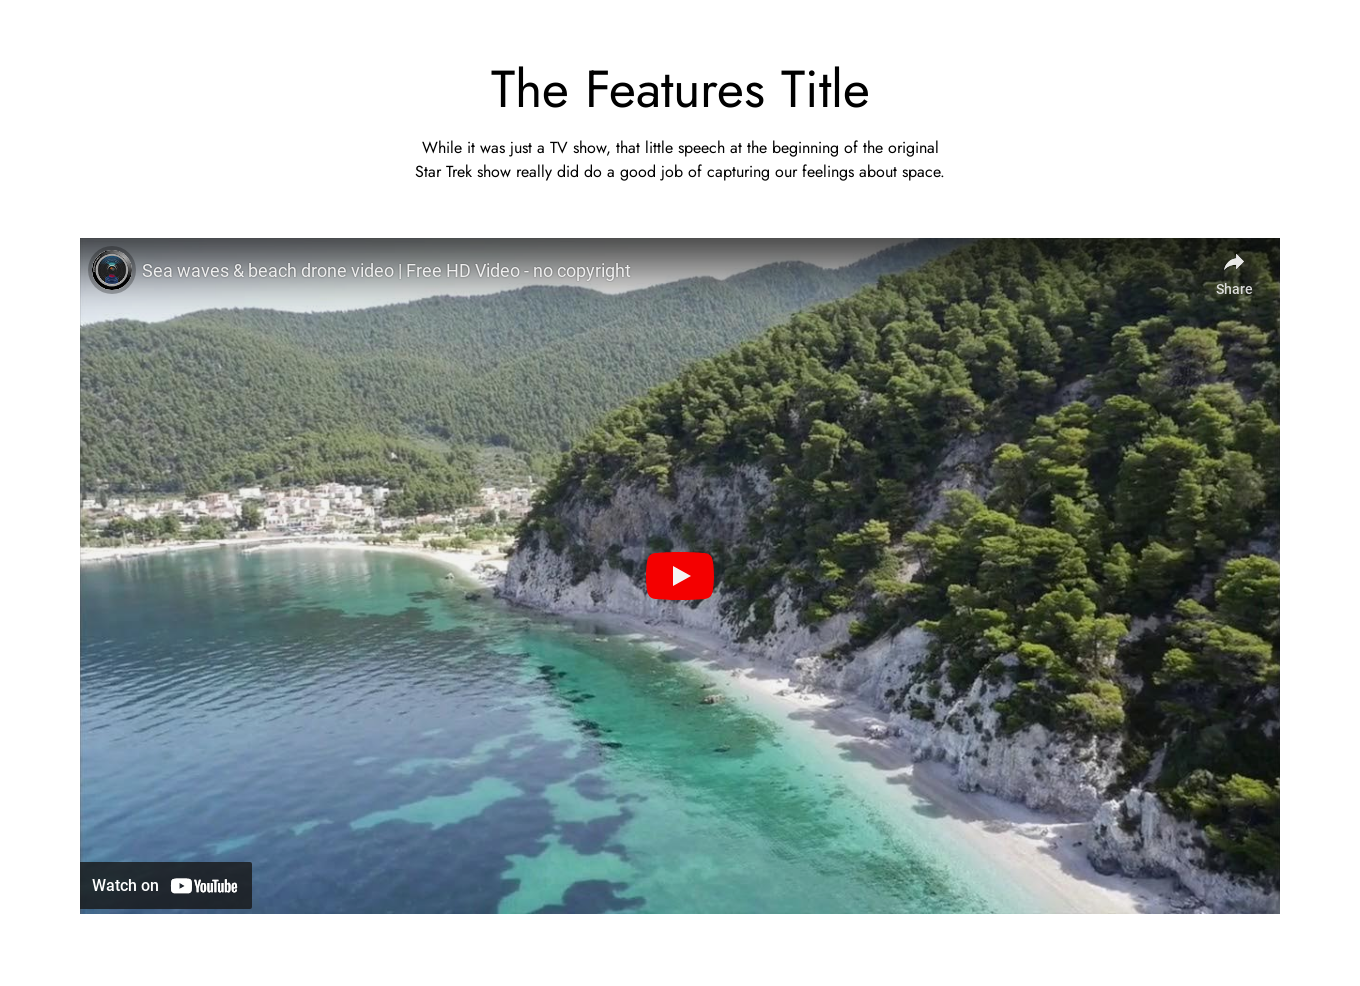 The Features Title
While it was just a TV show, that little speech at the beginning of the original
Star Trek show really did do a good job of capturing our feelings about space.
Sea waves & beach drone video | Free HD Video - no copyright
Share
Watch on YouTube